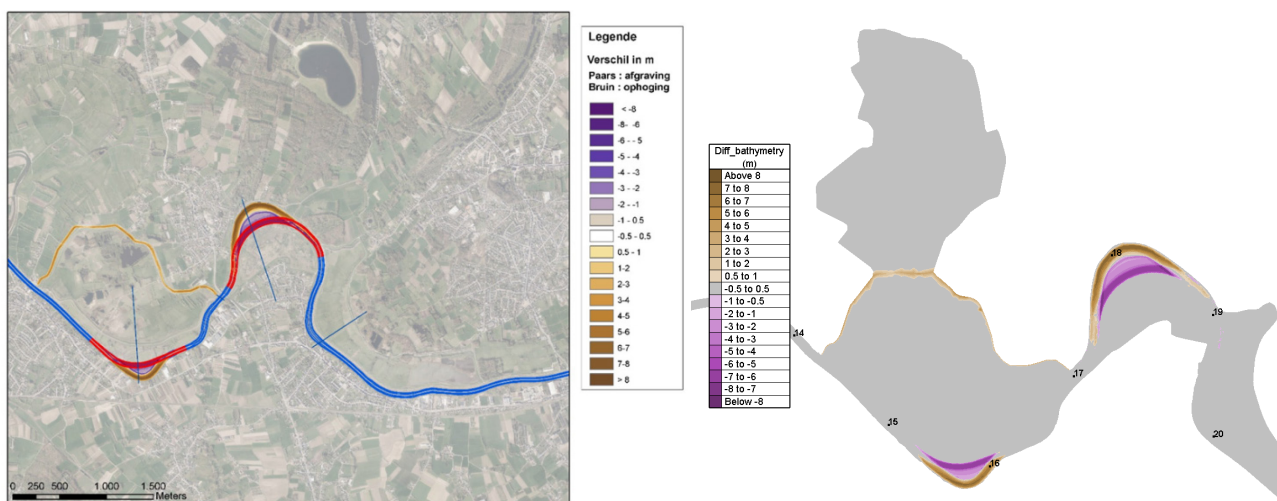 Legende
Verschil in m
Paars : afgraving
Bruin : ophoging
< -8
-8- -6
-6 - -5
-5 - -4
-4 - -3
-3 - -2
-2 - -1
-1 - 0.5
-0.5 - 0.5
0.5 - 1
1-2
2-3
3-4
4-5
5-6
6-7
7-8
> 8
0 250 500 1.000 1.500
Meters
Diff_bathymetry
(m)
Above 8
7 to 8
6 to 7
5 to 6
4 to 5
3 to 4
2 to 3
1 to 2
0.5 to 1
-0.5 to 0.5
-1 to -0.5
-2 to -1
-3 to -2
-4 to -3
-5 to -4
-6 to -5
-7 to -6
-8 to -7
Below -8
18
19
14
17
15
20
16